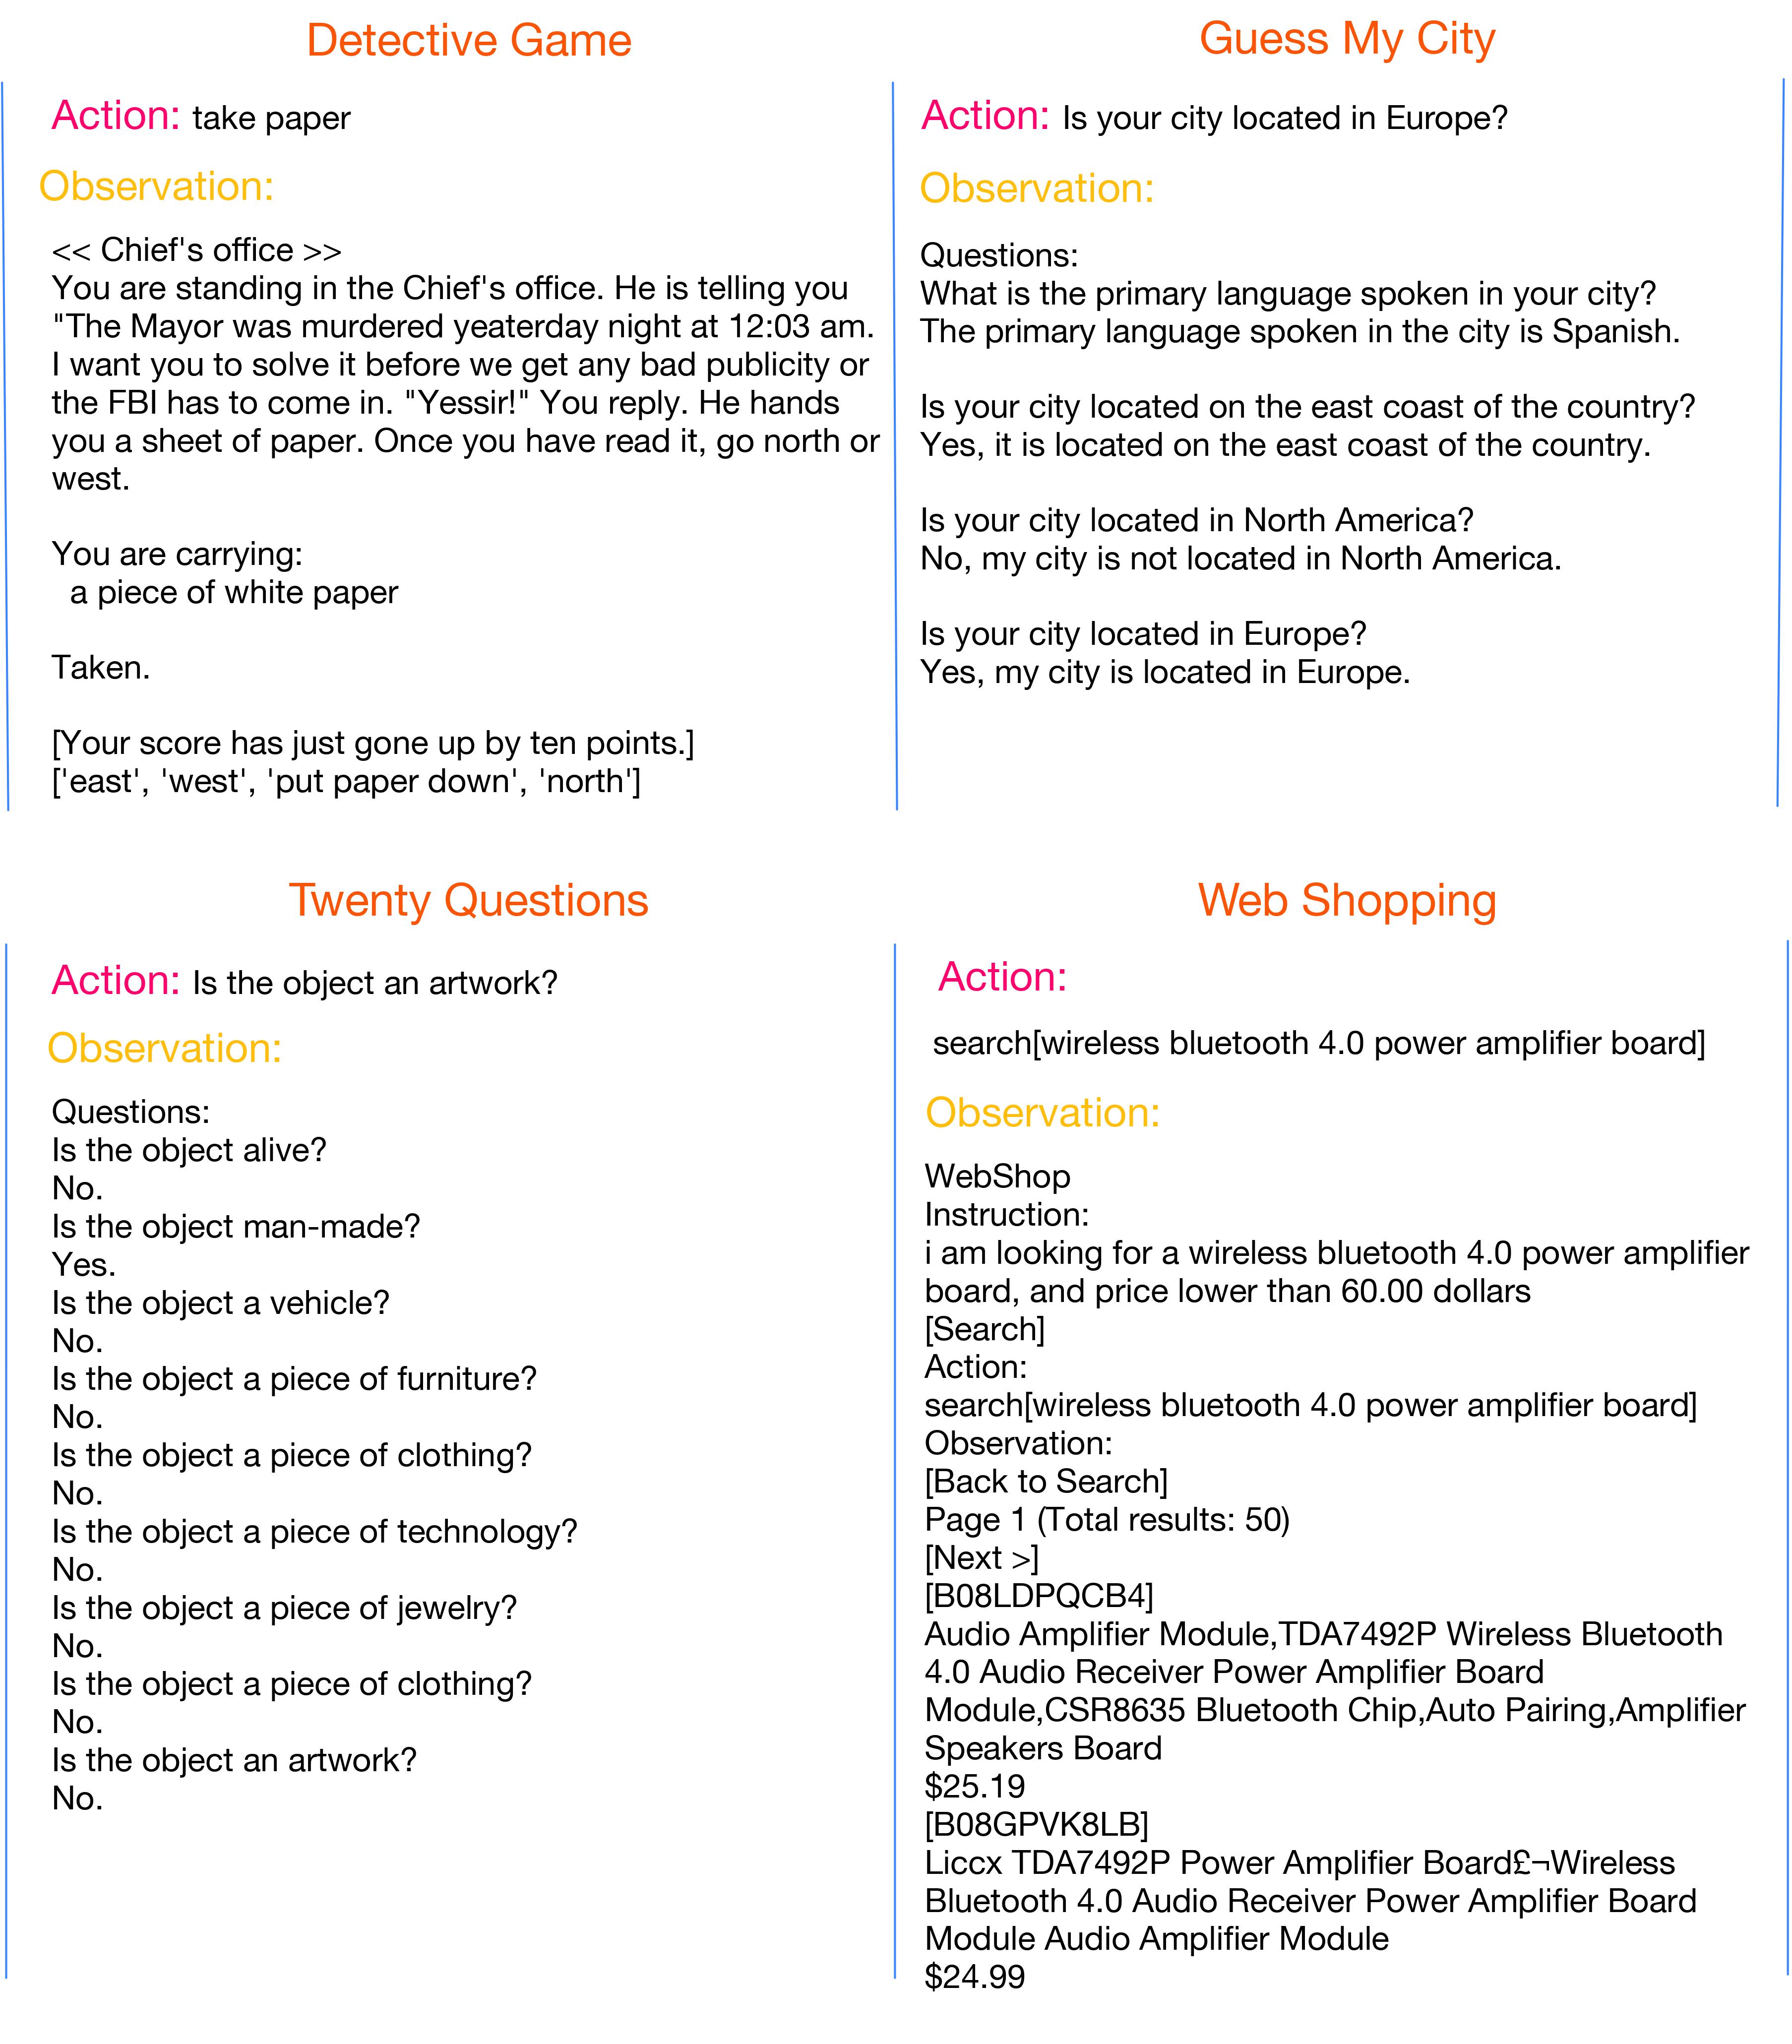 Detective Game
Action: take paper
Observation:
<< Chief's office >>
You are standing in the Chief's office. He is telling you
"The Mayor was murdered yeaterday night at 12:03 am.
I want you to solve it before we get any bad publicity or
the FBI has to come in. "Yessir!" You reply. He hands
you a sheet of paper. Once you have read it, go north or
west.
You are carrying:
a piece of white paper
Taken.
[Your score has just gone up by ten points.]
['east', 'west', 'put paper down', 'north']
Guess My City
Action: Is your city located in Europe?
Observation:
Questions:
What is the primary language spoken in your city?
The primary language spoken in the city is Spanish.
Is your city located on the east coast of the country?
Yes, it is located on the east coast of the country.
Is your city located in North America?
No, my city is not located in North America.
Is your city located in Europe?
Yes, my city is located in Europe.
Twenty Questions
Action: Is the object an artwork?
Observation:
Questions:
Is the object alive?
No.
Is the object man-made?
Yes.
Is the object a vehicle?
No.
Is the object a piece of furniture?
No.
Is the object a piece of clothing?
No.
Is the object a piece of technology?
No.
Is the object a piece of jewelry?
No.
Is the object a piece of clothing?
No.
Is the object an artwork?
No.
Web Shopping
Action:
search[wireless bluetooth 4.0 power amplifier board]
Observation:
WebShop
Instruction:
i am looking for a wireless bluetooth 4.0 power amplifier
board, and price lower than 60.00 dollars
[Search]
Action:
search[wireless bluetooth 4.0 power amplifier board]
Observation:
[Back to Search]
Page 1 (Total results: 50)
[Next >]
[B08LDPQCB4]
Audio Amplifier Module,TDA7492P Wireless Bluetooth
4.0 Audio Receiver Power Amplifier Board
Module,CSR8635 Bluetooth Chip,Auto Pairing,Amplifier
Speakers Board
$25.19
[B08GPVK8LB]
Liccx TDA7492P Power Amplifier Board£¬Wireless
Bluetooth 4.0 Audio Receiver Power Amplifier Board
Module Audio Amplifier Module
$24.99